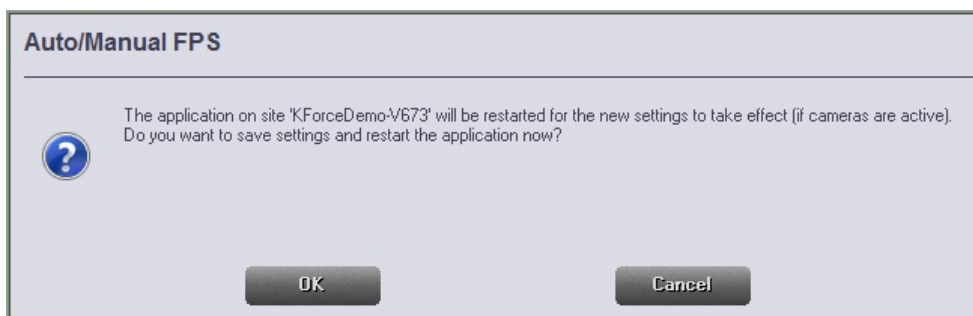 Auto/Manual FPS
The application on site 'KForceDemo-V673' will be restarted for the new settings to take effect (if cameras are active).
Do you want to save settings and restart the application now?
OK
Cancel